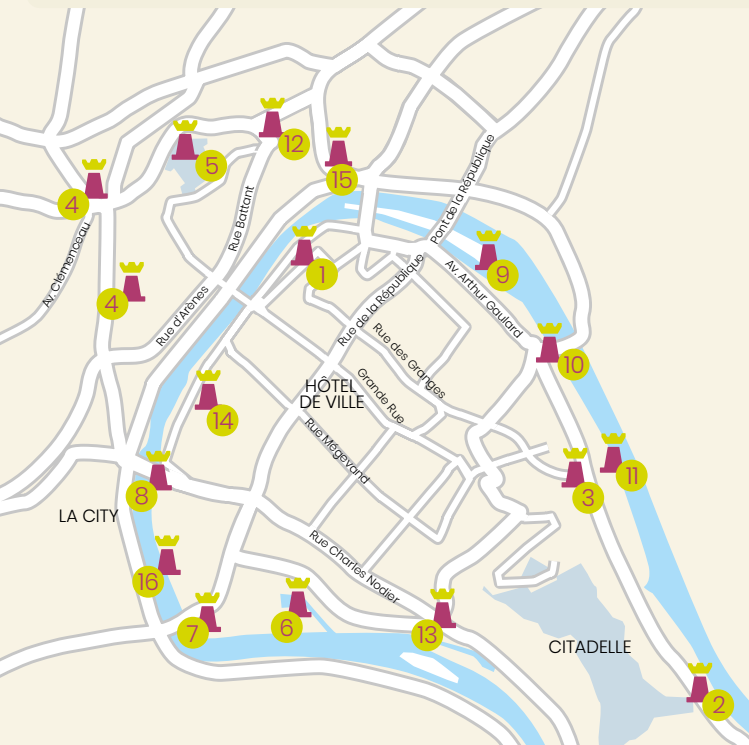 12
5
15
4
Pont de la République
Rue Battant
Av. Clémenceau
1
9
4
Rue d'Arènes
Rue de la République
Av. Arthur Gaulard
Rue des Granges
10
HÔTEL
DE VILLE
Grande Rue
14
Rue Mégevand
11
8
3
LA CITY
Rue Charles Nodier
16
7
6
13
CITADELLE
2